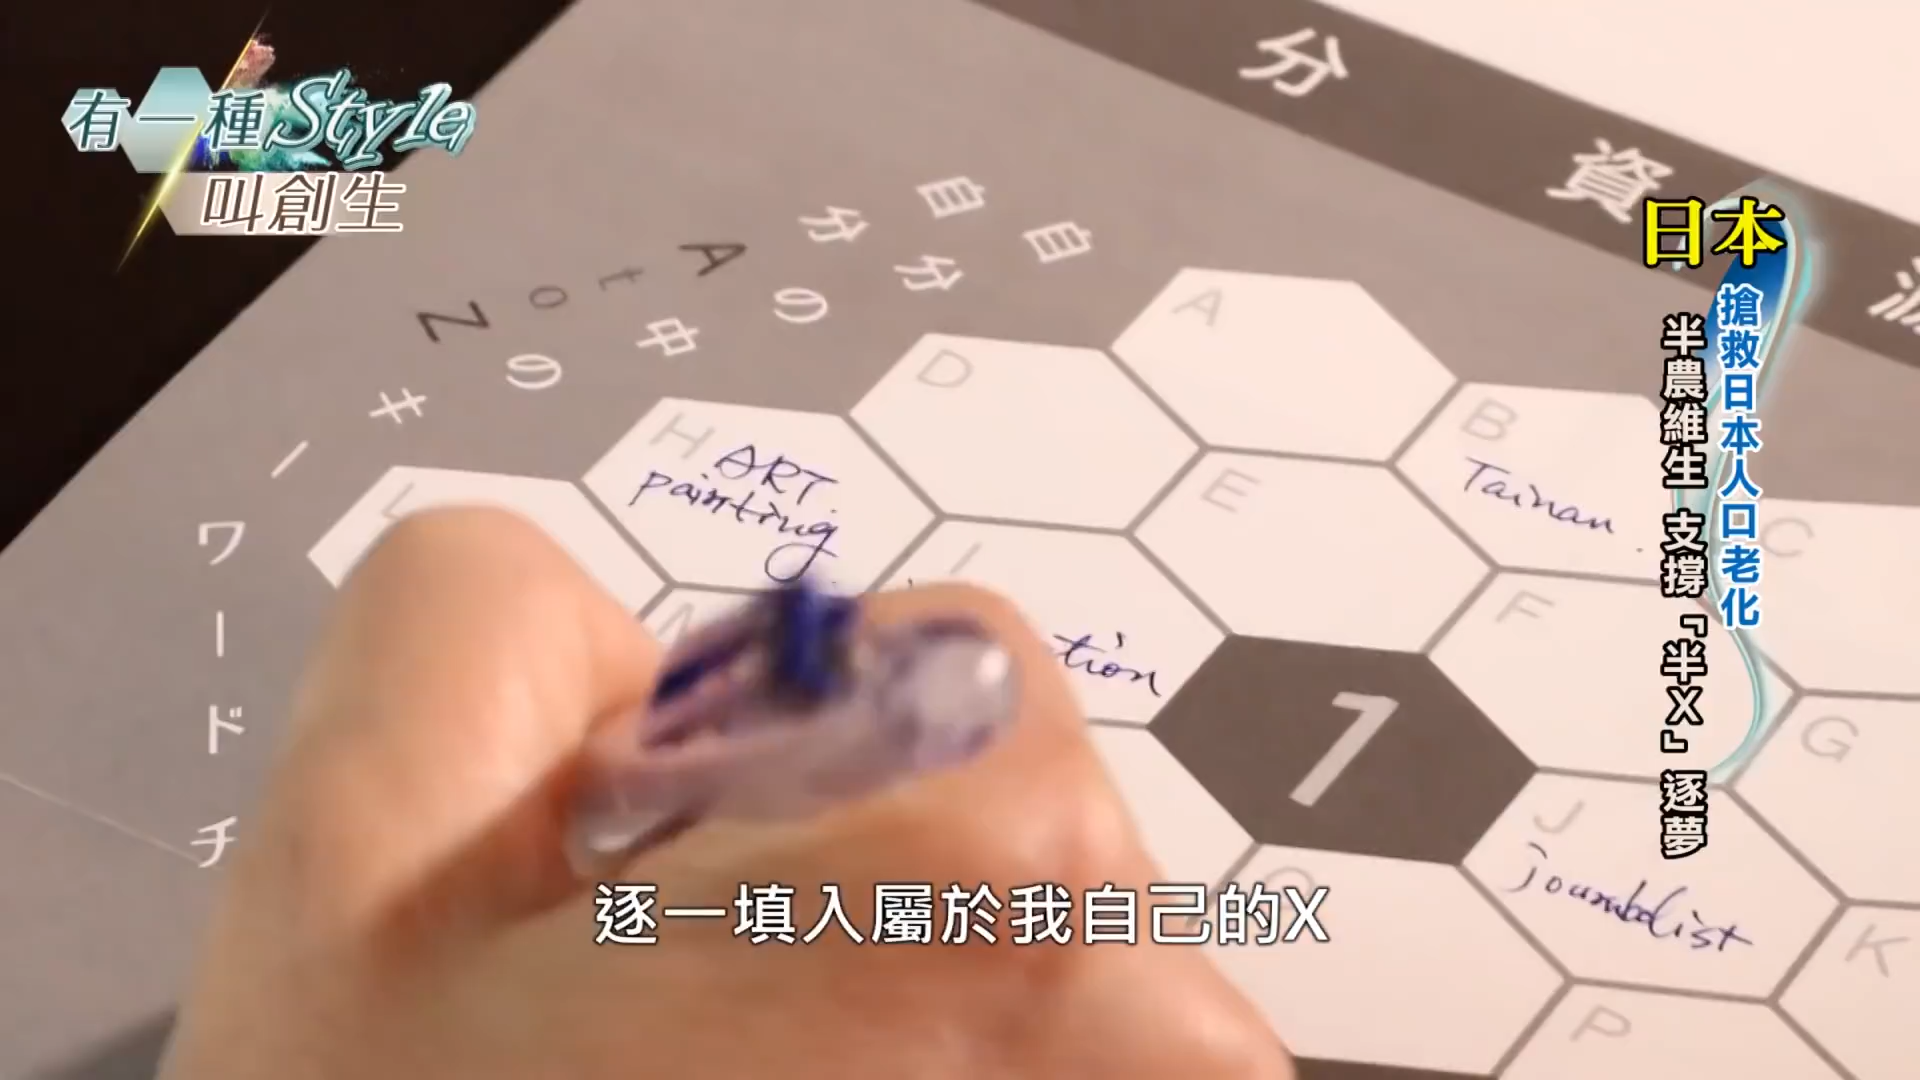 有一種Style
叫創生
日本
搶救日本人口老化
半農維生 支撐「半X」逐夢
分
資
自分
自分の中の
A to Z
キーワードチ
A
B
Tainan
C
D
E
F
G
H
ART
painting
I
tion
J
journalist
K
L
1
P
逐一填入屬於我自己的X